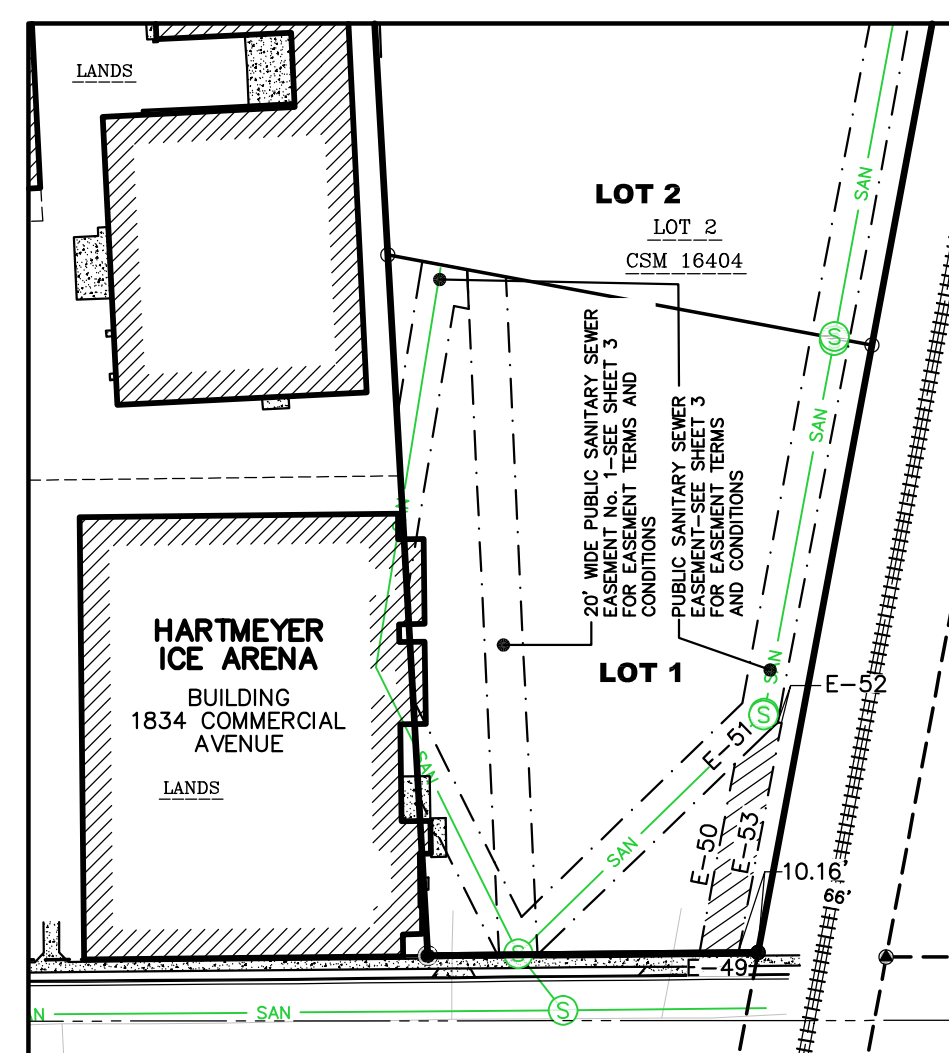 LANDS
LOT 2
LOT 2
CSM 16404
SAN
S
SAN
20' WIDE PUBLIC SANITARY SEWER
EASEMENT No. 1-SEE SHEET 3
FOR EASEMENT TERMS AND
CONDITIONS
PUBLIC SANITARY SEWER
EASEMENT-SEE SHEET 3
FOR EASEMENT TERMS
AND CONDITIONS
HARTMEYER
ICE ARENA
BUILDING
1834 COMMERCIAL
AVENUE
LANDS
LOT 1
SAN
E-52
S
E-51
SAN
SAN
E-50
E-53
10.16'
66'
S
E-49
S
SAN